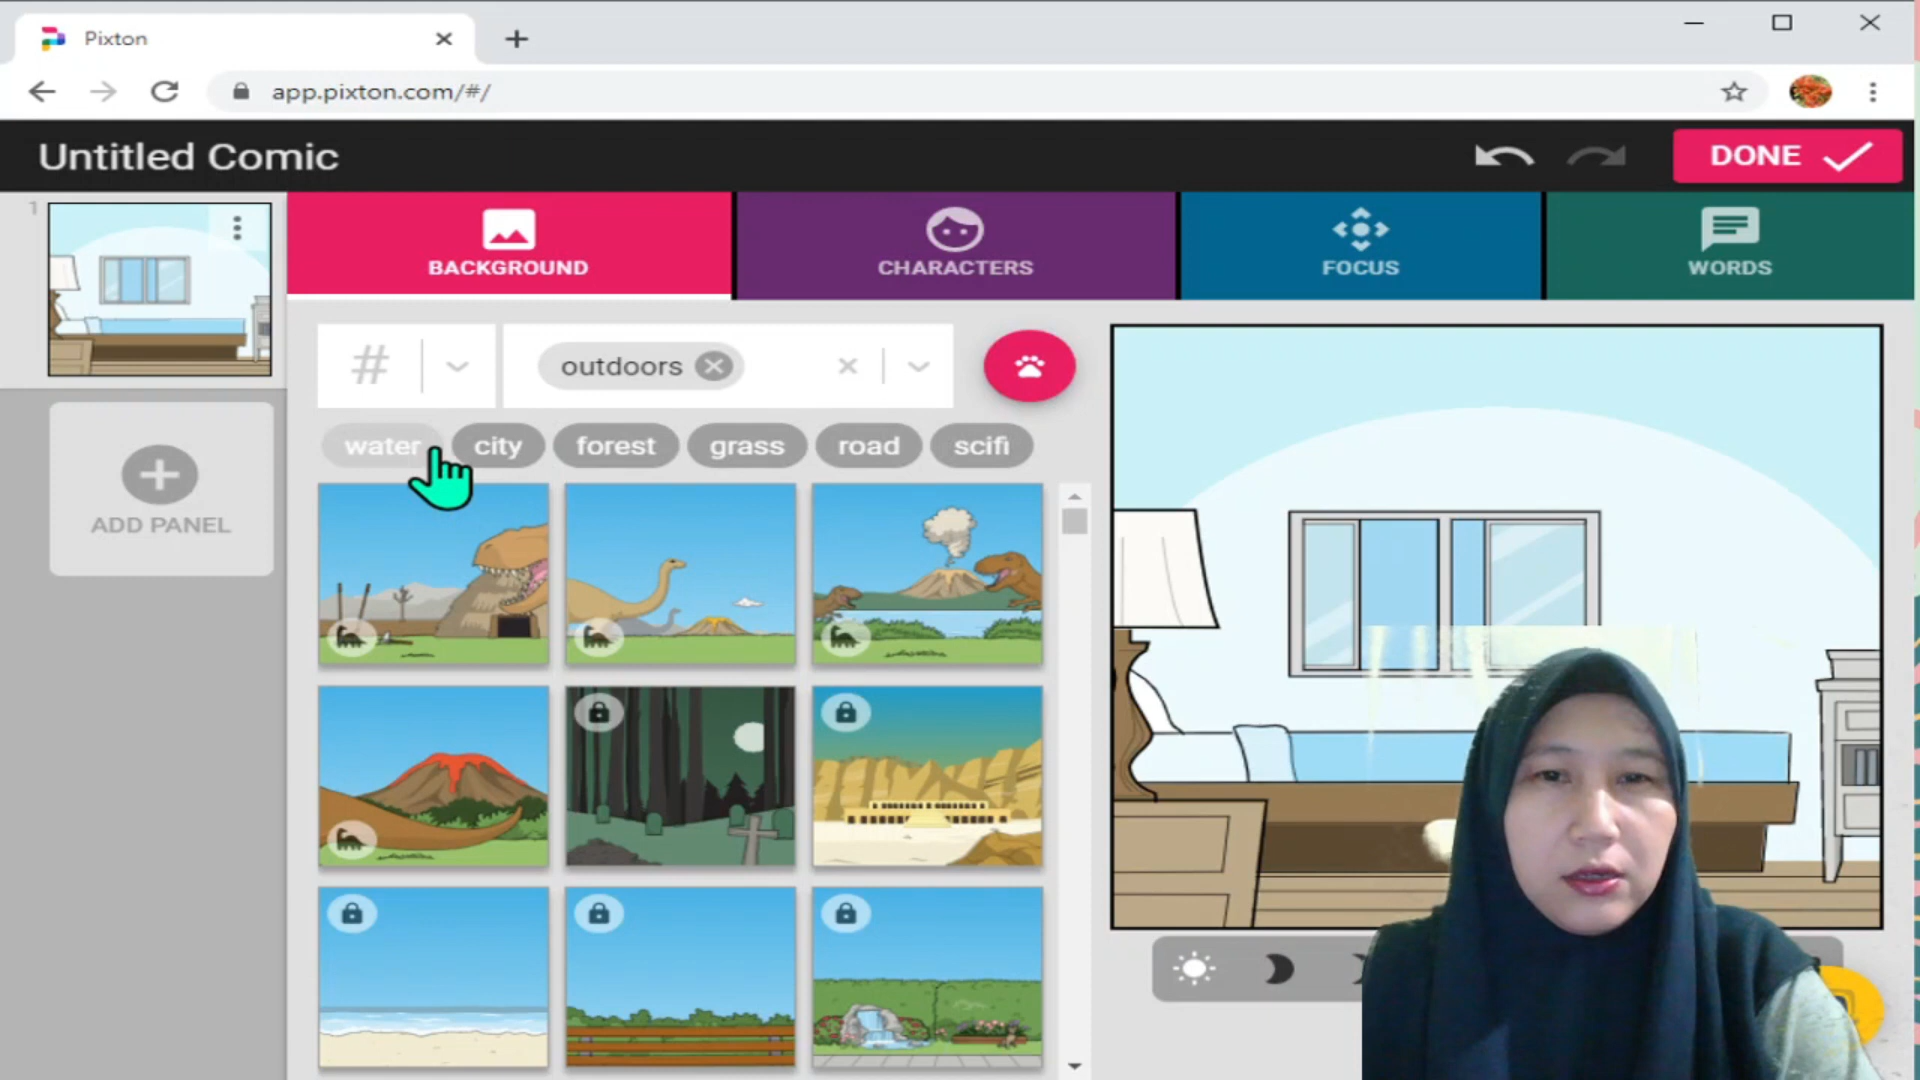 Pixton
app.pixton.com/#/
Untitled Comic
DONE
1
BACKGROUND
CHARACTERS
FOCUS
WORDS
#
outdoors
water
city
forest
grass
road
scifi
ADD PANEL